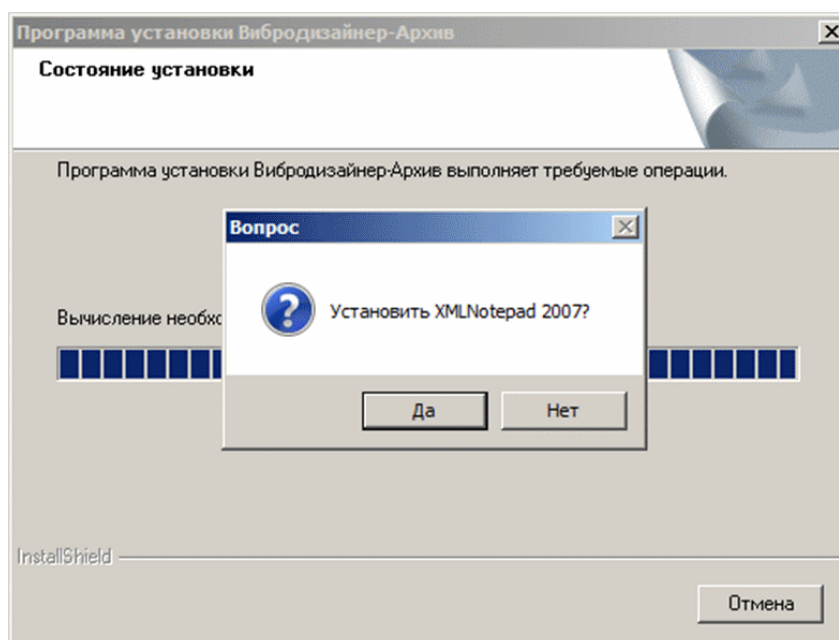 Программа установки Вибродизайнер-Архив
Состояние установки
Программа установки Вибродизайнер-Архив выполняет требуемые операции.
Вопрос
Установить XMLNotepad 2007?
Вычисление
Да
Нет
InstallShield
Отмена